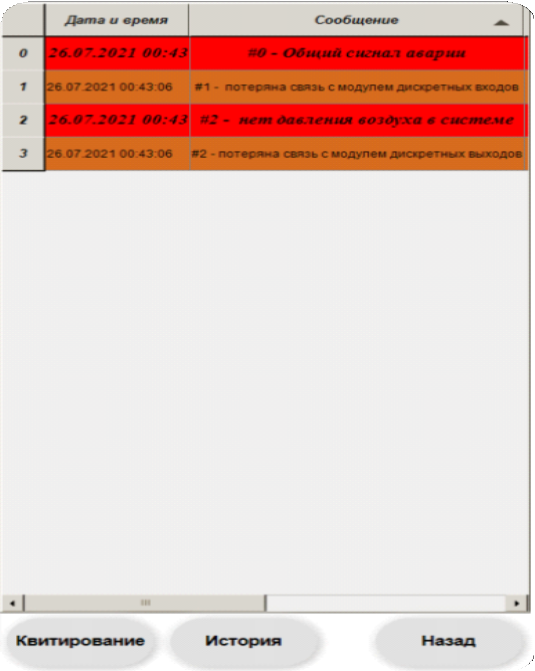 Дата и время Сообщение
0 26.07.2021 00:43 #0 - Общий сигнал аварии
1 26.07.2021 00:43:06 #1 - потеряна связь с модулем дискретных входов
2 26.07.2021 00:43 #2 - нет давления воздуха в системе
3 26.07.2021 00:43:06 #2 - потеряна связь с модулем дискретных выходов
Квитирование История Назад